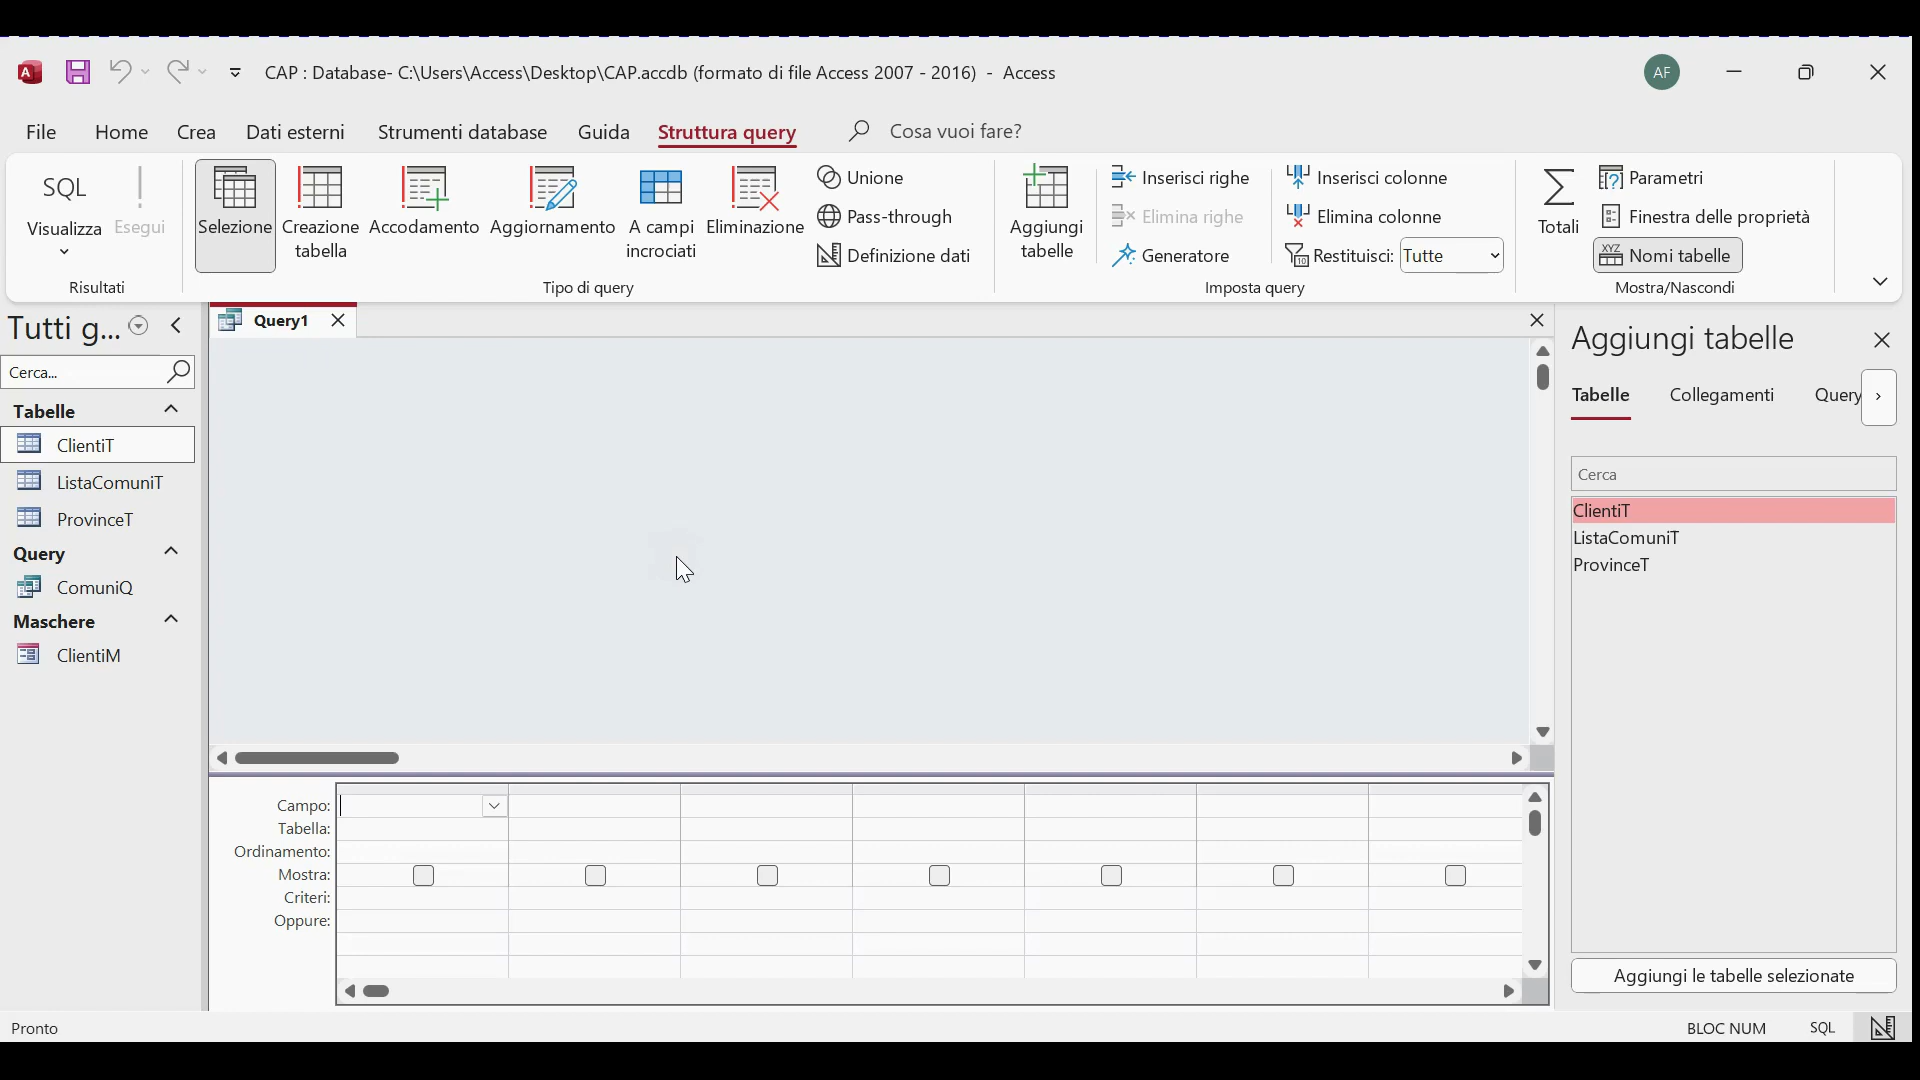 CAP : Database- C:\Users\Access\Desktop\CAP.accdb (formato di file Access 2007 - 2016) - Access
AF
File Home Crea Dati esterni Strumenti database Guida Struttura query Cosa vuoi fare?
SQL
Visualizza
Esegui
Risultati
Selezione
Creazione tabella
Accodamento
Aggiornamento
A campi incrociati
Eliminazione
Unione
Pass-through
Definizione dati
Tipo di query
Aggiungi tabelle
Inserisci righe
Elimina righe
Generatore
Inserisci colonne
Elimina colonne
Restituisci: Tutte
Imposta query
Totali
Parametri
Finestra delle proprietà
XYZ Nomi tabelle
Mostra/Nascondi
Tutti g...
Cerca...
Tabelle
ClientiT
ListaComuniT
ProvinceT
Query
ComuniQ
Maschere
ClientiM
Query1
Campo:
Tabella:
Ordinamento:
Mostra:
Criteri:
Oppure:
Aggiungi tabelle
Tabelle Collegamenti Query
Cerca
ClientiT
ListaComuniT
ProvinceT
Aggiungi le tabelle selezionate
Pronto
BLOC NUM SQL